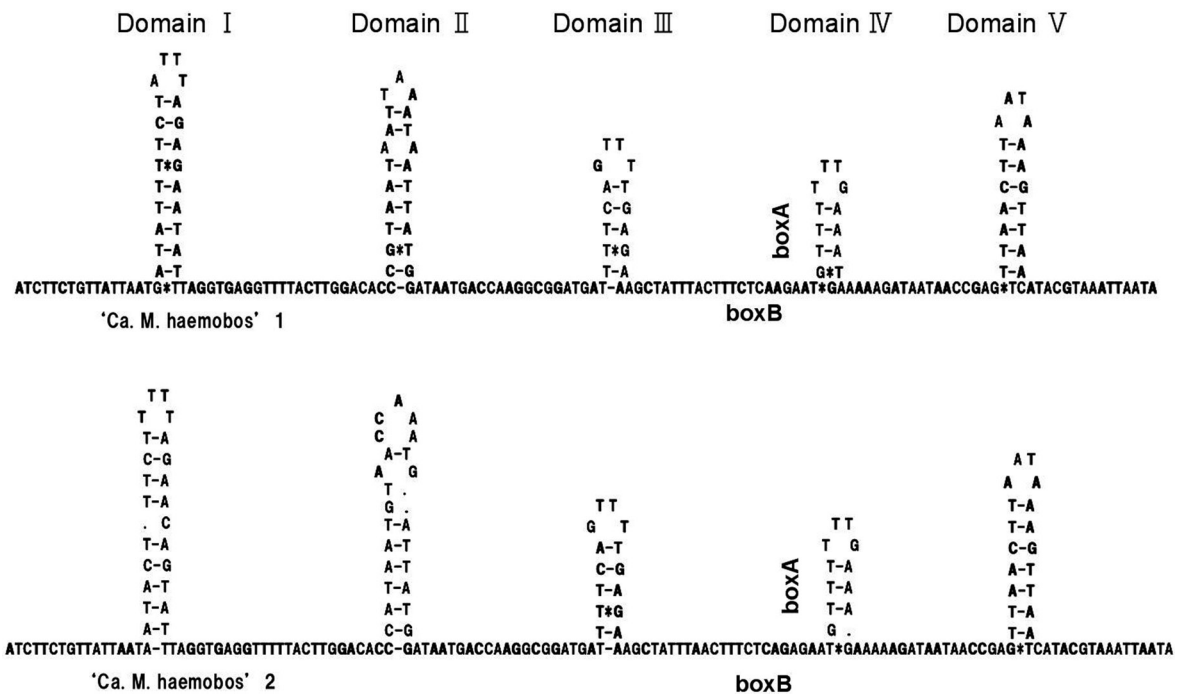 Domain Ⅰ Domain Ⅱ Domain Ⅲ Domain Ⅳ Domain Ⅴ
T T
A
A T
T A
A T
T-A
A T
T-A
A A
C-G
A-T
T T
T-A
T-A
A A
G T
T T
T-A
T*G
T-A
A-T
T G
C-G
T-A
A-T
C-G
T-A
A-T
T-A
A-T
T-A
T-A
A-T
A-T
T-A
T*G
T-A
T-A
T-A
G*T
T-A
G*T
T-A
A-T
C-G
boxA
ATCTTCTGTTATTAATG*TTAGGTGAGGTTTTACTTGGACACC-GATAATGACCAAGGCGGATGAT-AAGCTATTTACTTTCTCAAGAAT*GAAAAAGATAATAACCGAG*TCATACGTAAATTAATA
boxB
‘Ca. M. haemobos’ 1
T T
A
T T
C A
T-A
C A
A T
C-G
A-T
A A
T-A
A G
T T
T-A
T-A
T .
G T
T T
T-A
. C
G .
A-T
T G
C-G
T-A
T-A
C-G
T-A
A-T
C-G
A-T
T-A
T-A
A-T
A-T
A-T
T*G
T-A
T-A
T-A
T-A
T-A
G .
T-A
A-T
A-T
C-G
boxA
ATCTTCTGTTATTAATA-TTAGGTGAGGTTTTTACTTGGACACC-GATAATGACCAAGGCGGATGAT-AAGCTATTTAACTTTCTCAGAGAAT*GAAAAAGATAATAACCGAG*TCATACGTAAATTAATA
boxB
‘Ca. M. haemobos’ 2